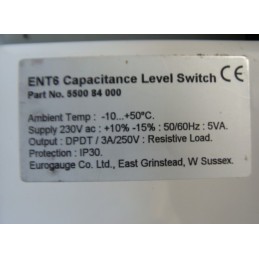 ENT6 Capacitance Level Switch CE
Part No. 5500 84 000
Ambient Temp : -10...+50°C.
Supply 230V ac : +10% -15% : 50/60Hz : 5VA.
Output : DPDT / 3A/250V : Resistive Load.
Protection : IP30.
Eurogauge Co. Ltd., East Grinstead, W Sussex.